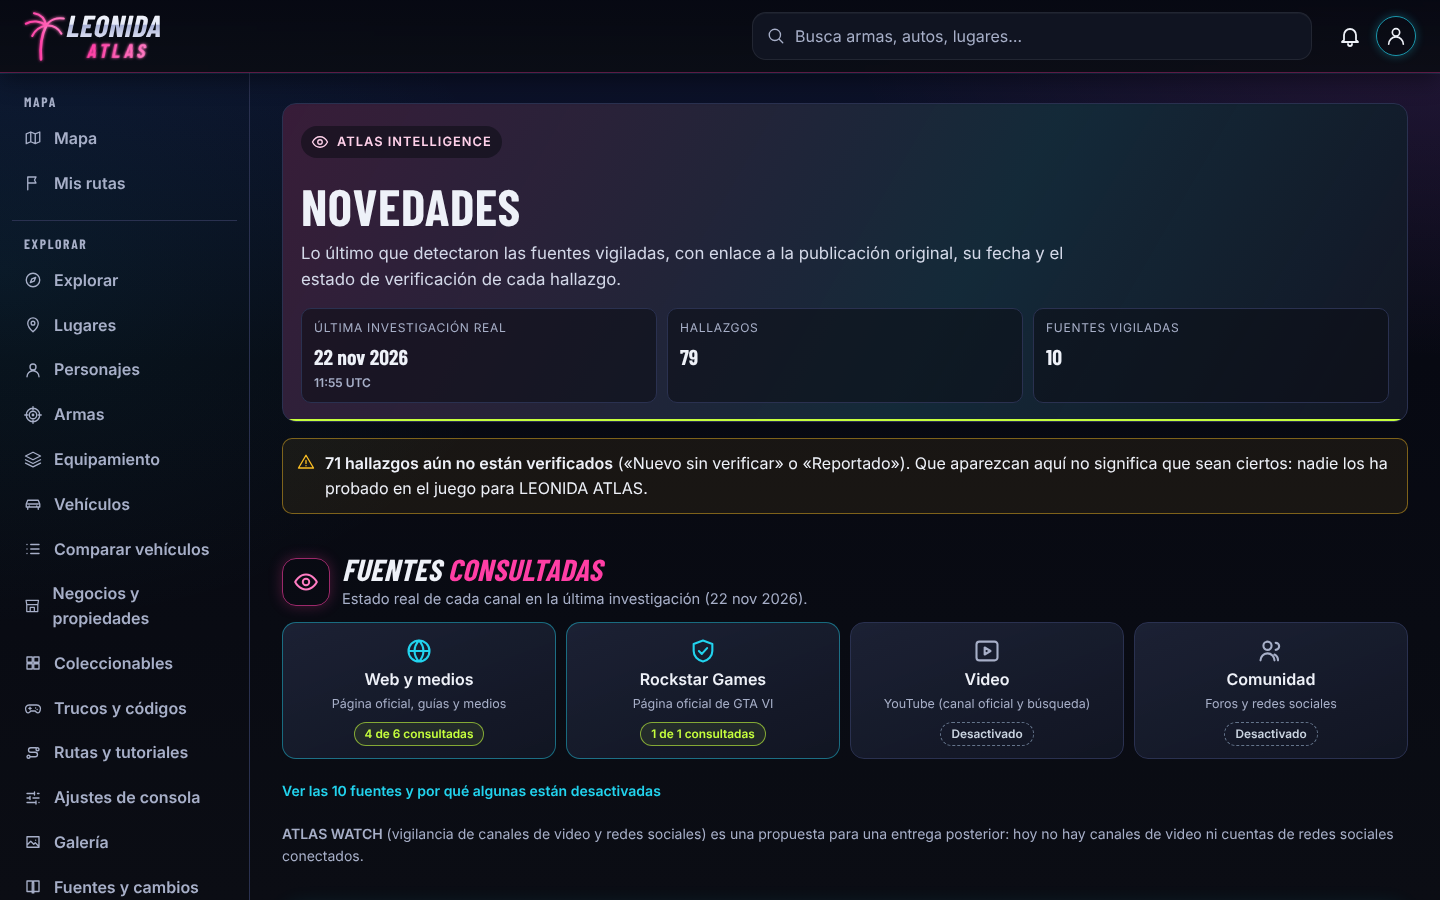 LEONIDA
ATLAS
Busca armas, autos, lugares...
MAPA
Mapa
Mis rutas
EXPLORAR
Explorar
Lugares
Personajes
Armas
Equipamiento
Vehículos
Comparar vehículos
Negocios y
propiedades
Coleccionables
Trucos y códigos
Rutas y tutoriales
Ajustes de consola
Galería
Fuentes y cambios
ATLAS INTELLIGENCE
NOVEDADES
Lo último que detectaron las fuentes vigiladas, con enlace a la publicación original, su fecha y el
estado de verificación de cada hallazgo.
ÚLTIMA INVESTIGACIÓN REAL
22 nov 2026
11:55 UTC
HALLAZGOS
79
FUENTES VIGILADAS
10
71 hallazgos aún no están verificados («Nuevo sin verificar» o «Reportado»). Que aparezcan aquí no significa que sean ciertos: nadie los ha
probado en el juego para LEONIDA ATLAS.
FUENTES CONSULTADAS
Estado real de cada canal en la última investigación (22 nov 2026).
Web y medios
Página oficial, guías y medios
4 de 6 consultadas
Rockstar Games
Página oficial de GTA VI
1 de 1 consultadas
Video
YouTube (canal oficial y búsqueda)
Desactivado
Comunidad
Foros y redes sociales
Desactivado
Ver las 10 fuentes y por qué algunas están desactivadas
ATLAS WATCH (vigilancia de canales de video y redes sociales) es una propuesta para una entrega posterior: hoy no hay canales de video ni cuentas de redes sociales
conectados.